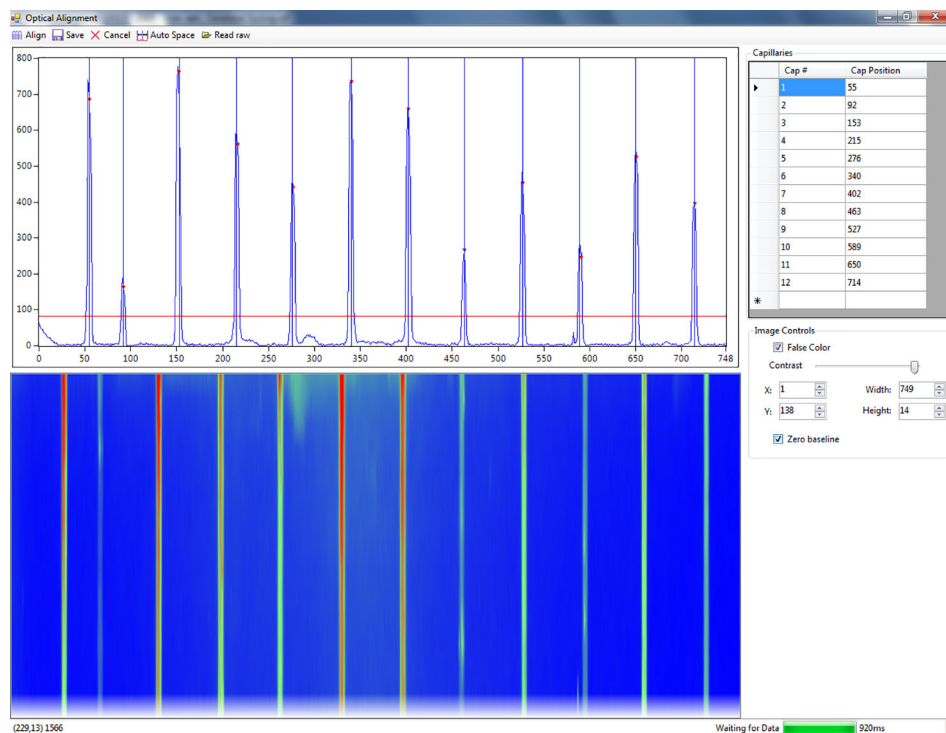 Optical Alignment
Align Save Cancel Auto Space Read raw
800
700
600
500
400
300
200
100
0
0 50 100 150 200 250 300 350 400 450 500 550 600 650 700 748
Capillaries
Cap # Cap Position
1 55
2 92
3 153
4 215
5 276
6 340
7 402
8 463
9 527
10 589
11 650
12 714
Image Controls
False Color
Contrast
X: 1 Width: 749
Y: 138 Height: 14
Zero baseline
(229,13) 1566 Waiting for Data 920ms